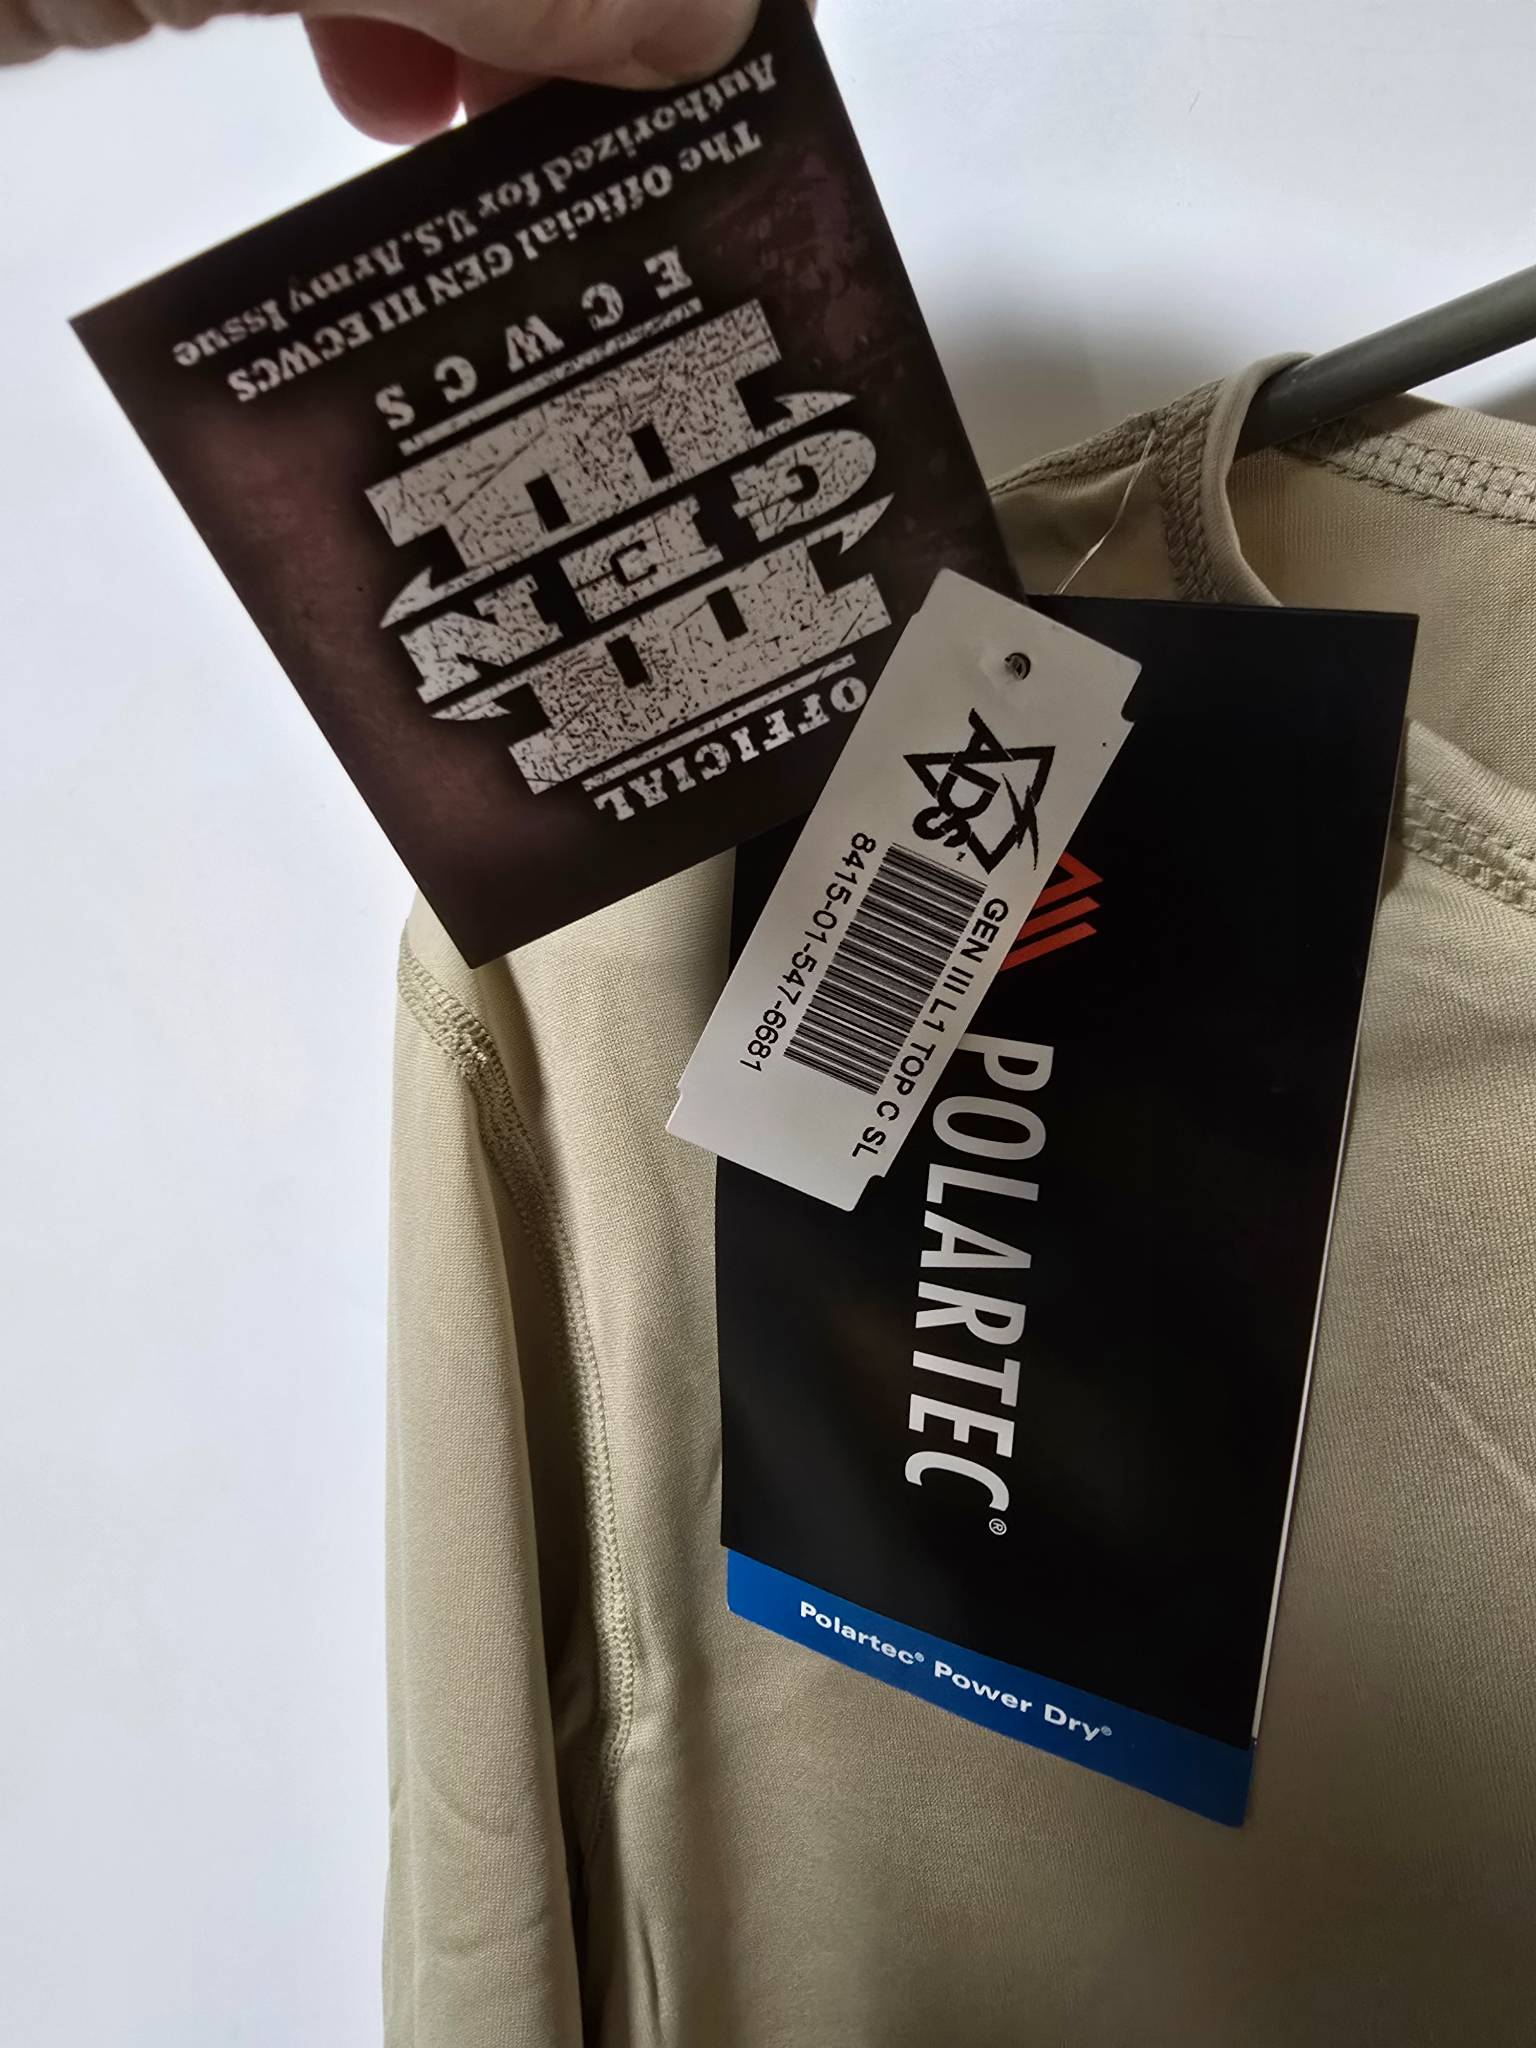 OFFICIAL
GEN
III
E C W C S
The Official GEN III ECWCS
Authorized for U.S. Army Issue
ADS
GEN III L1 TOP C SL
8415-01-547-6681
POLARTEC®
Polartec® Power Dry®